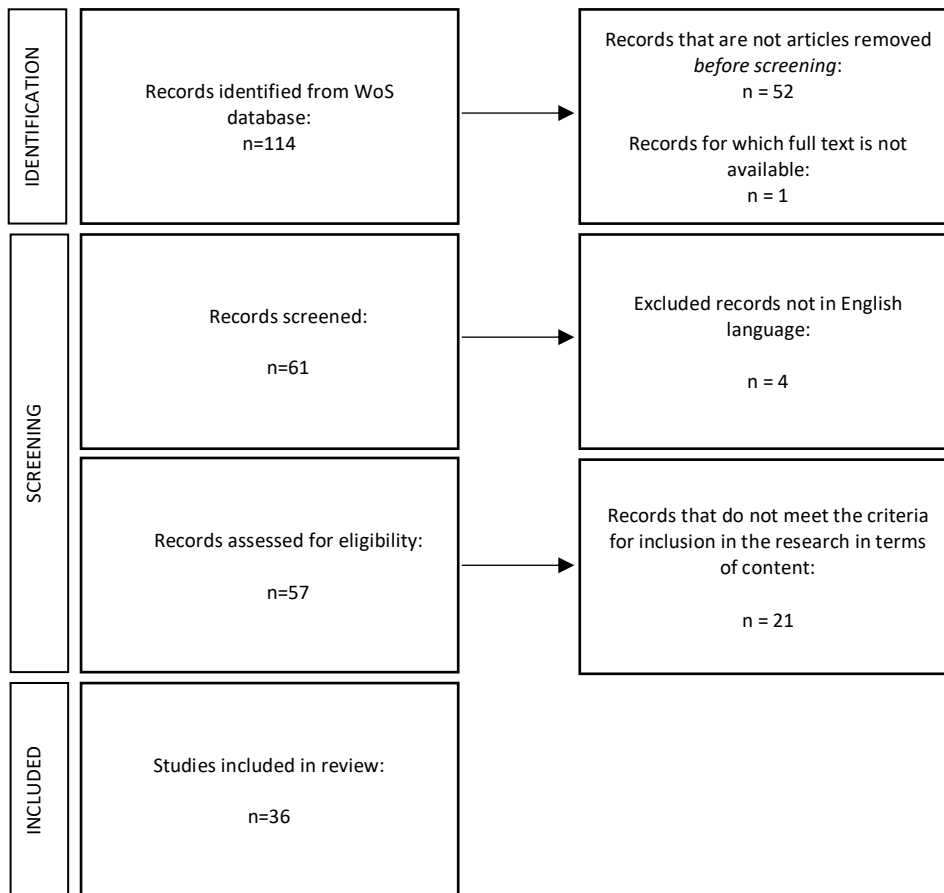 IDENTIFICATION
Records identified from WoS
database:
n=114
Records that are not articles removed
before screening:
n = 52
Records for which full text is not
available:
n = 1
SCREENING
Records screened:
n=61
Excluded records not in English
language:
n = 4
Records assessed for eligibility:
n=57
Records that do not meet the criteria
for inclusion in the research in terms
of content:
n = 21
INCLUDED
Studies included in review:
n=36